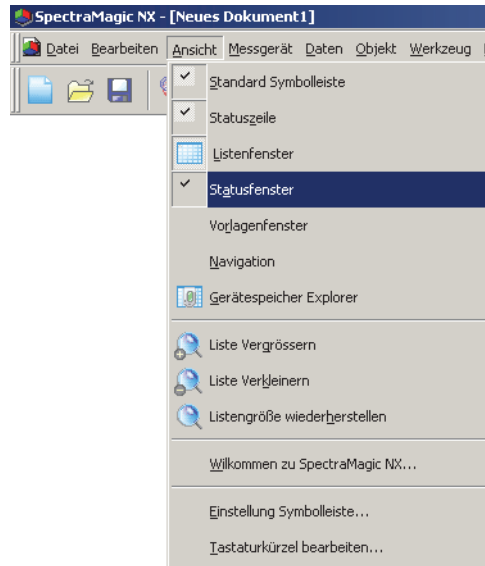 SpectraMagic NX - [Neues Dokument1]
Datei Bearbeiten Ansicht Messgerät Daten Objekt Werkzeug
Standard Symbolleiste
Statuszeile
Listenfenster
Statusfenster
Vorlagenfenster
Navigation
Gerätespeicher Explorer
Liste Vergrössern
Liste Verkleinern
Listengröße wiederherstellen
Wilkommen zu SpectraMagic NX...
Einstellung Symbolleiste...
Tastaturkürzel bearbeiten...